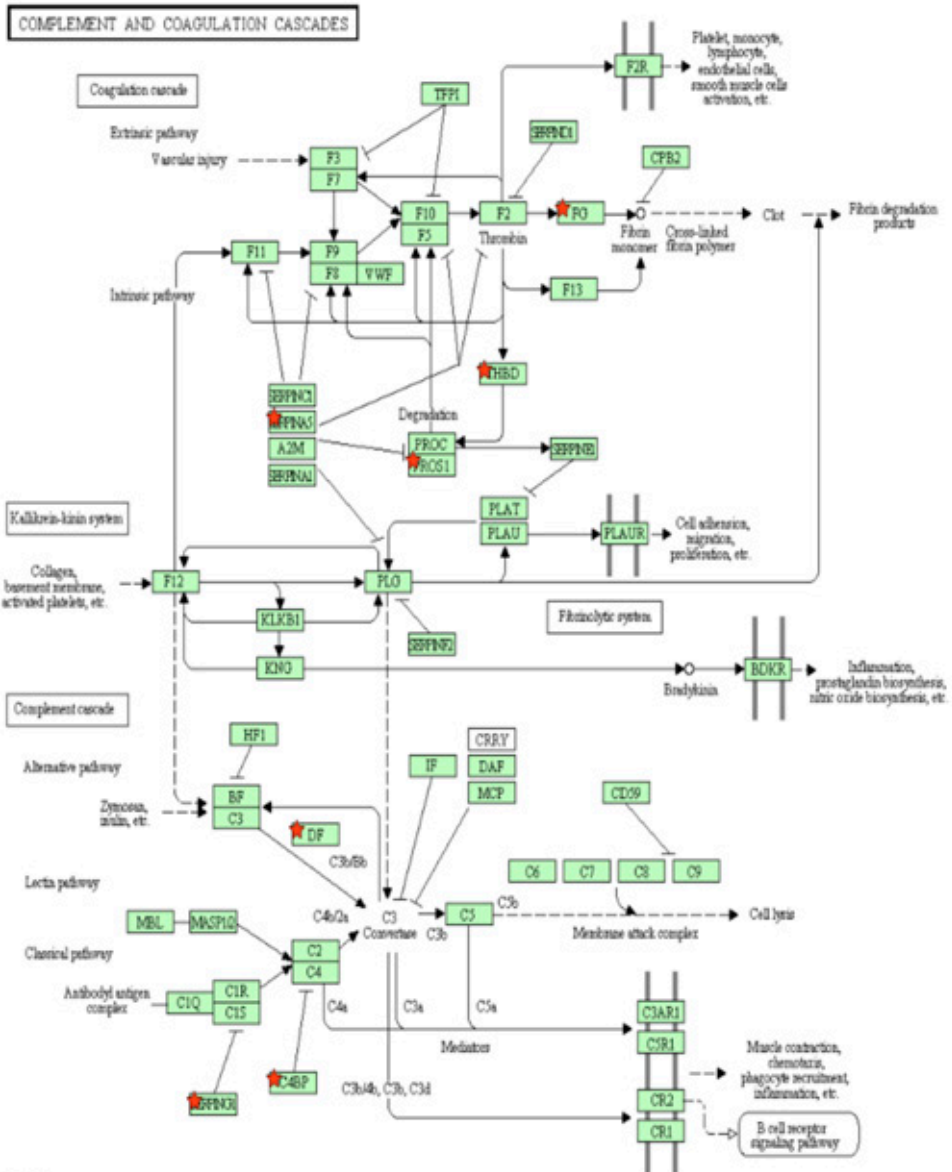 COMPLEMENT AND COAGULATION CASCADES
Coagulation cascade
Extrinsic pathway
Vascular injury
TFPI
F3
F7
F2R
Platelet, monocyte,
lymphocyte,
endothelial cells,
smooth muscle cells
activation, etc.
SERPIND1
CPB2
F10
F5
F2
Thrombin
FG
Fibrin
monomer
Cross-linked
fibrin polymer
Clot
Fibrin degradation
products
F11
F9
F8
VWF
F13
Intrinsic pathway
THBD
SERPINC1
SERPINA5
A2M
SERPINA1
Degradation
PROC
PROS1
SERPINE1
PLAT
PLAU
PLAUR
Cell adhension,
migration,
proliferation, etc.
Kallikrein-kinin system
Collagen,
basement membrane,
activated platelets, etc.
F12
PLG
KLKB1
KNG
SERPINF2
Fibrinolytic system
Bradykinin
BDKR
Inflammation,
prostaglandin biosynthesis,
nitric oxide biosynthesis, etc.
Complement cascade
Alternative pathway
HF1
BF
C3
Zymosan,
inulin, etc.
DF
C3b/Bb
IF
CRRY
DAF
MCP
CD59
C6
C7
C8
C9
Lectin pathway
MBL
MASP1/2
C4b/2a
C3
Convertase
C3b
C5
C5b
Membrane attack complex
Cell lysis
Classical pathway
C2
C4
Antibodyl antigen
complex
C1Q
C1R
C1S
C4a
C3a
C5a
Mediators
SERPING1
C4BP
C3b/4b, C3b, C3d
C3AR1
C5R1
CR2
CR1
Muscle contraction,
chemotaxis,
phagocyte recruitment,
inflammation, etc.
B cell receptor
signaling pathway